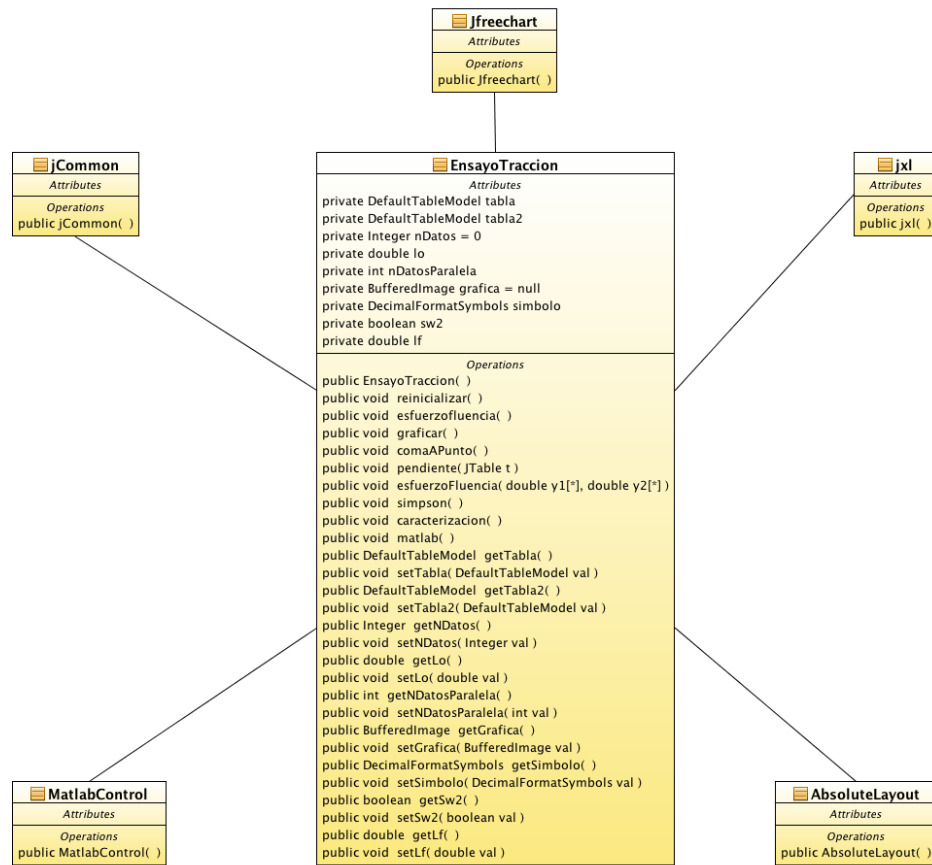 Jfreechart
Attributes
Operations
public Jfreechart( )
jCommon
Attributes
Operations
public jCommon( )
EnsayoTraccion
Attributes
private DefaultTableModel tabla
private DefaultTableModel tabla2
private Integer nDatos = 0
private double lo
private int nDatosParalela
private BufferedImage grafica = null
private DecimalFormatSymbols simbolo
private boolean sw2
private double lf
Operations
public EnsayoTraccion( )
public void reinicializar( )
public void esfuerzofluencia( )
public void graficar( )
public void comaAPunto( )
public void pendiente( JTable t )
public void esfuerzoFluencia( double y1[*], double y2[*] )
public void simpson( )
public void caracterizacion( )
public void matlab( )
public DefaultTableModel getTabla( )
public void setTabla( DefaultTableModel val )
public DefaultTableModel getTabla2( )
public void setTabla2( DefaultTableModel val )
public Integer getNDatos( )
public void setNDatos( Integer val )
public double getLo( )
public void setLo( double val )
public int getNDatosParalela( )
public void setNDatosParalela( int val )
public BufferedImage getGrafica( )
public void setGrafica( BufferedImage val )
public DecimalFormatSymbols getSimbolo( )
public void setSimbolo( DecimalFormatSymbols val )
public boolean getSw2( )
public void setSw2( boolean val )
public double getLf( )
public void setLf( double val )
jxl
Attributes
Operations
public jxl( )
MatlabControl
Attributes
Operations
public MatlabControl( )
AbsoluteLayout
Attributes
Operations
public AbsoluteLayout( )